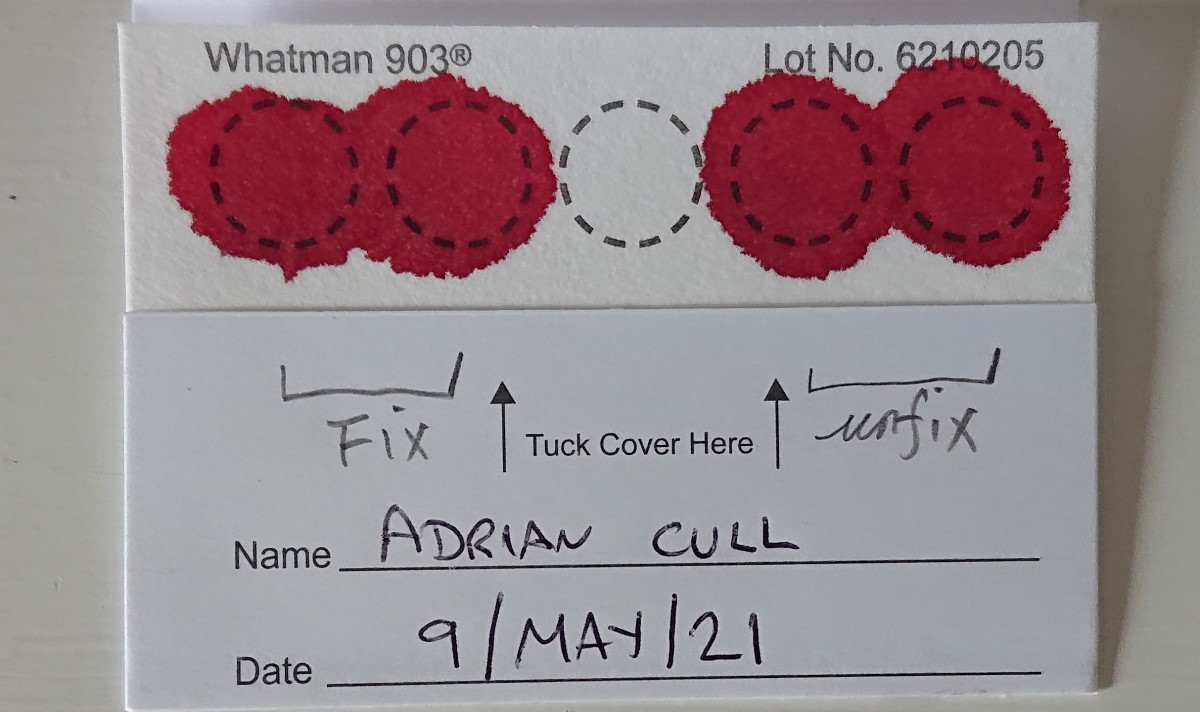 Whatman 903® Lot No. 6210205
Fix Tuck Cover Here unfix
Name ADRIAN CULL
Date 9/MAY/21